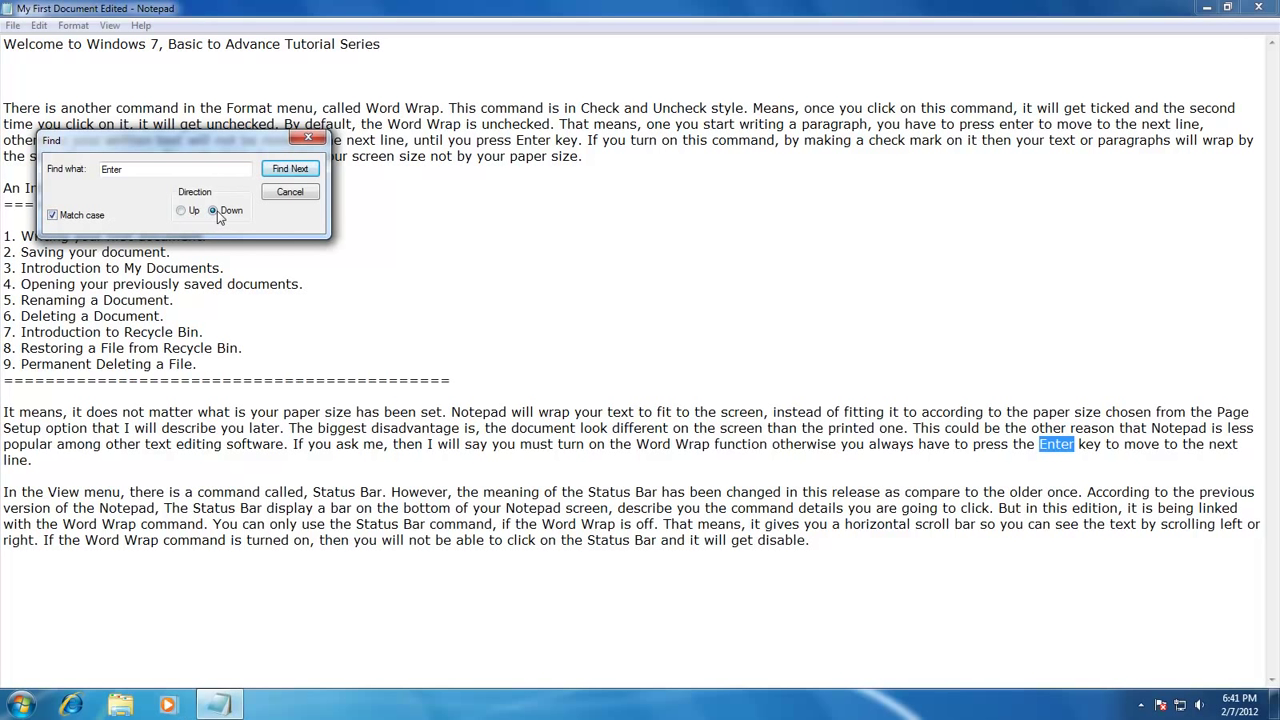 My First Document Edited - Notepad
File Edit Format View Help
Welcome to Windows 7, Basic to Advance Tutorial Series
There is another command in the Format menu, called Word Wrap. This command is in Check and Uncheck style. Means, once you click on this command, it will get ticked and the second
time you click on it, it will get unchecked. By default, the Word Wrap is unchecked. That means, one you start writing a paragraph, you have to press enter to move to the next line,
other next line, until you press Enter key. If you turn on this command, by making a check mark on it then your text or paragraphs will wrap by
the s ur screen size not by your paper size.
Find
Find what: Enter
Find Next
Direction
Cancel
Up Down
Match case
An In
==
1.
2. Saving your document.
3. Introduction to My Documents.
4. Opening your previously saved documents.
5. Renaming a Document.
6. Deleting a Document.
7. Introduction to Recycle Bin.
8. Restoring a File from Recycle Bin.
9. Permanent Deleting a File.
===========================================
It means, it does not matter what is your paper size has been set. Notepad will wrap your text to fit to the screen, instead of fitting it to according to the paper size chosen from the Page
Setup option that I will describe you later. The biggest disadvantage is, the document look different on the screen than the printed one. This could be the other reason that Notepad is less
popular among other text editing software. If you ask me, then I will say you must turn on the Word Wrap function otherwise you always have to press the Enter key to move to the next
line.
In the View menu, there is a command called, Status Bar. However, the meaning of the Status Bar has been changed in this release as compare to the older once. According to the previous
version of the Notepad, The Status Bar display a bar on the bottom of your Notepad screen, describe you the command details you are going to click. But in this edition, it is being linked
with the Word Wrap command. You can only use the Status Bar command, if the Word Wrap is off. That means, it gives you a horizontal scroll bar so you can see the text by scrolling left or
right. If the Word Wrap command is turned on, then you will not be able to click on the Status Bar and it will get disable.
6:41 PM
2/7/2012